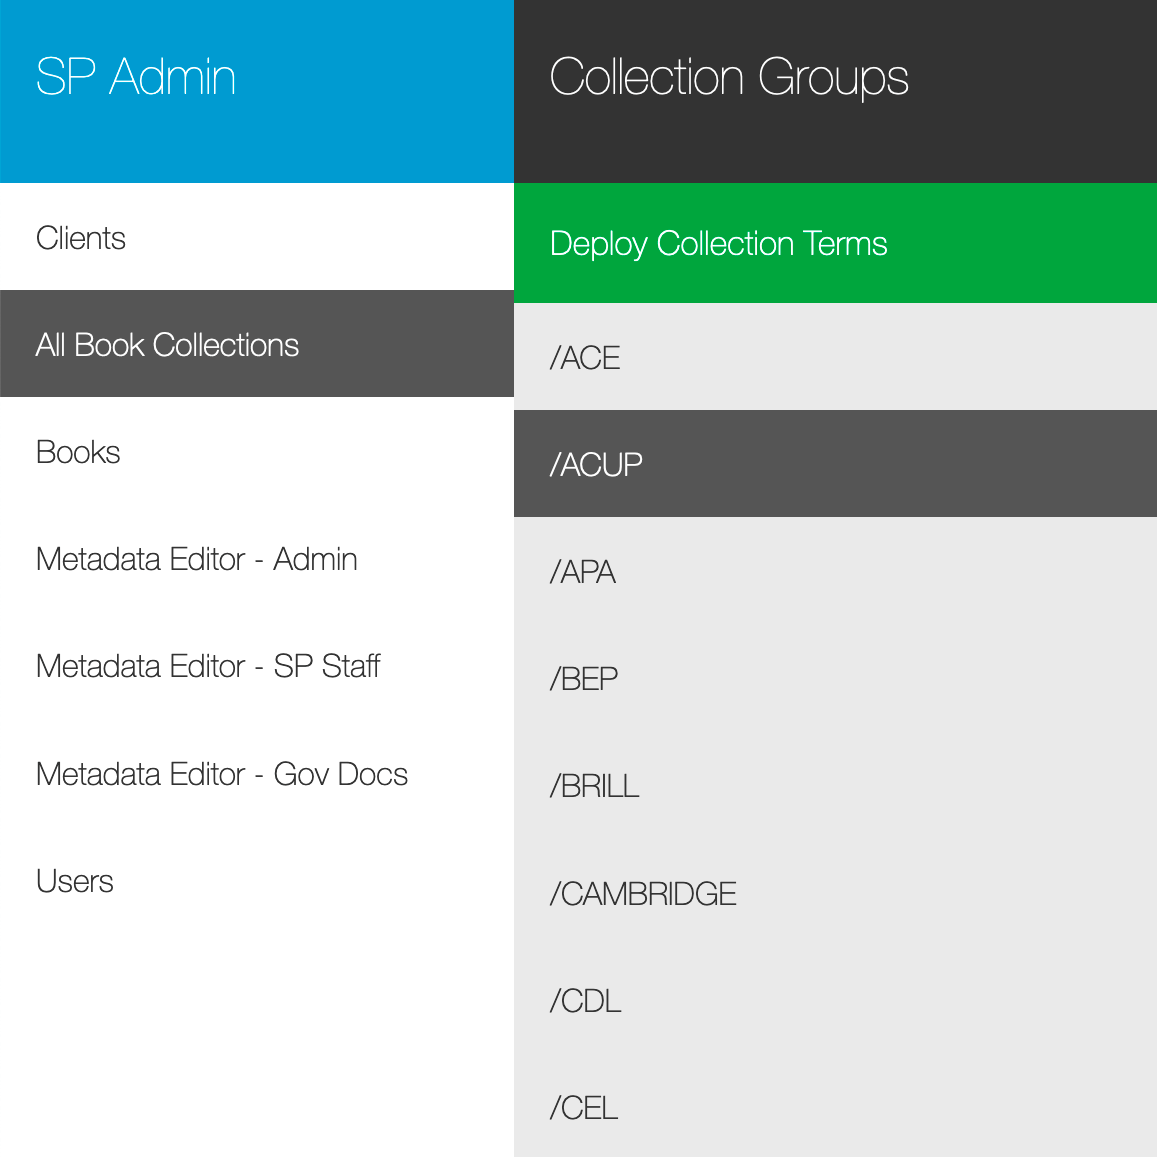 SP Admin
Clients
All Book Collections
Books
Metadata Editor - Admin
Metadata Editor - SP Staff
Metadata Editor - Gov Docs
Users
Collection Groups
Deploy Collection Terms
/ACE
/ACUP
/APA
/BEP
/BRILL
/CAMBRIDGE
/CDL
/CEL